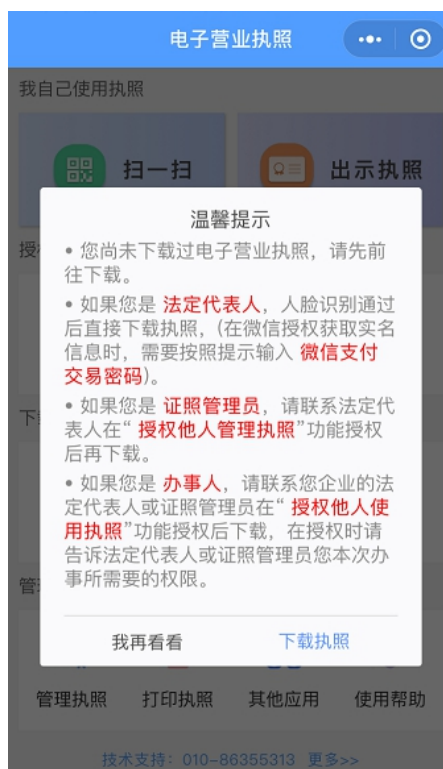 电子营业执照
我自己使用执照
扫一扫
出示执照
温馨提示
授
• 您尚未下载过电子营业执照，请先前
往下载。
• 如果您是 法定代表人，人脸识别通过
后直接下载执照，(在微信授权获取实名
信息时，需要按照提示输入 微信支付
交易密码)。
下
• 如果您是 证照管理员，请联系法定代
表人在“ 授权他人管理执照”功能授权
后再下载。
• 如果您是 办事人，请联系您企业的法
定代表人或证照管理员在“ 授权他人使
用执照”功能授权后下载，在授权时请
告诉法定代表人或证照管理员您本次办
事所需要的权限。
管
我再看看
下载执照
管理执照
打印执照
其他应用
使用帮助
技术支持：010-86355313 更多>>